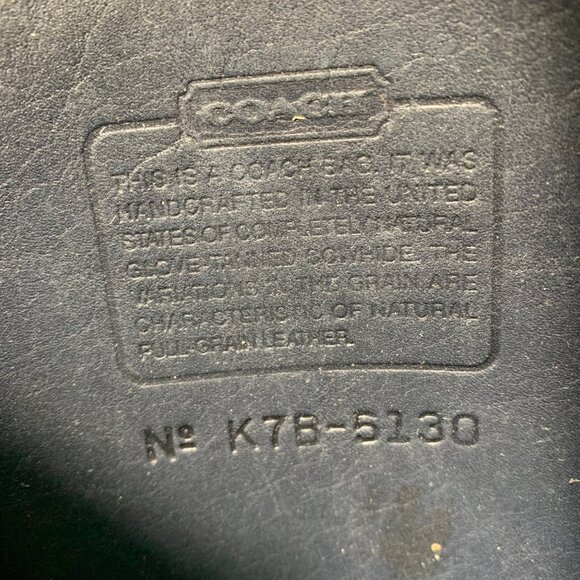 COACH
THIS IS A COACH BAG. IT WAS
HANDCRAFTED IN THE UNITED
STATES OF COMPLETELY NATURAL
GLOVE-TANNED COWHIDE. THE
VARIATIONS IN THE GRAIN ARE
CHARACTERISTIC OF NATURAL
FULL-GRAIN LEATHER.
Nº K7B-5130